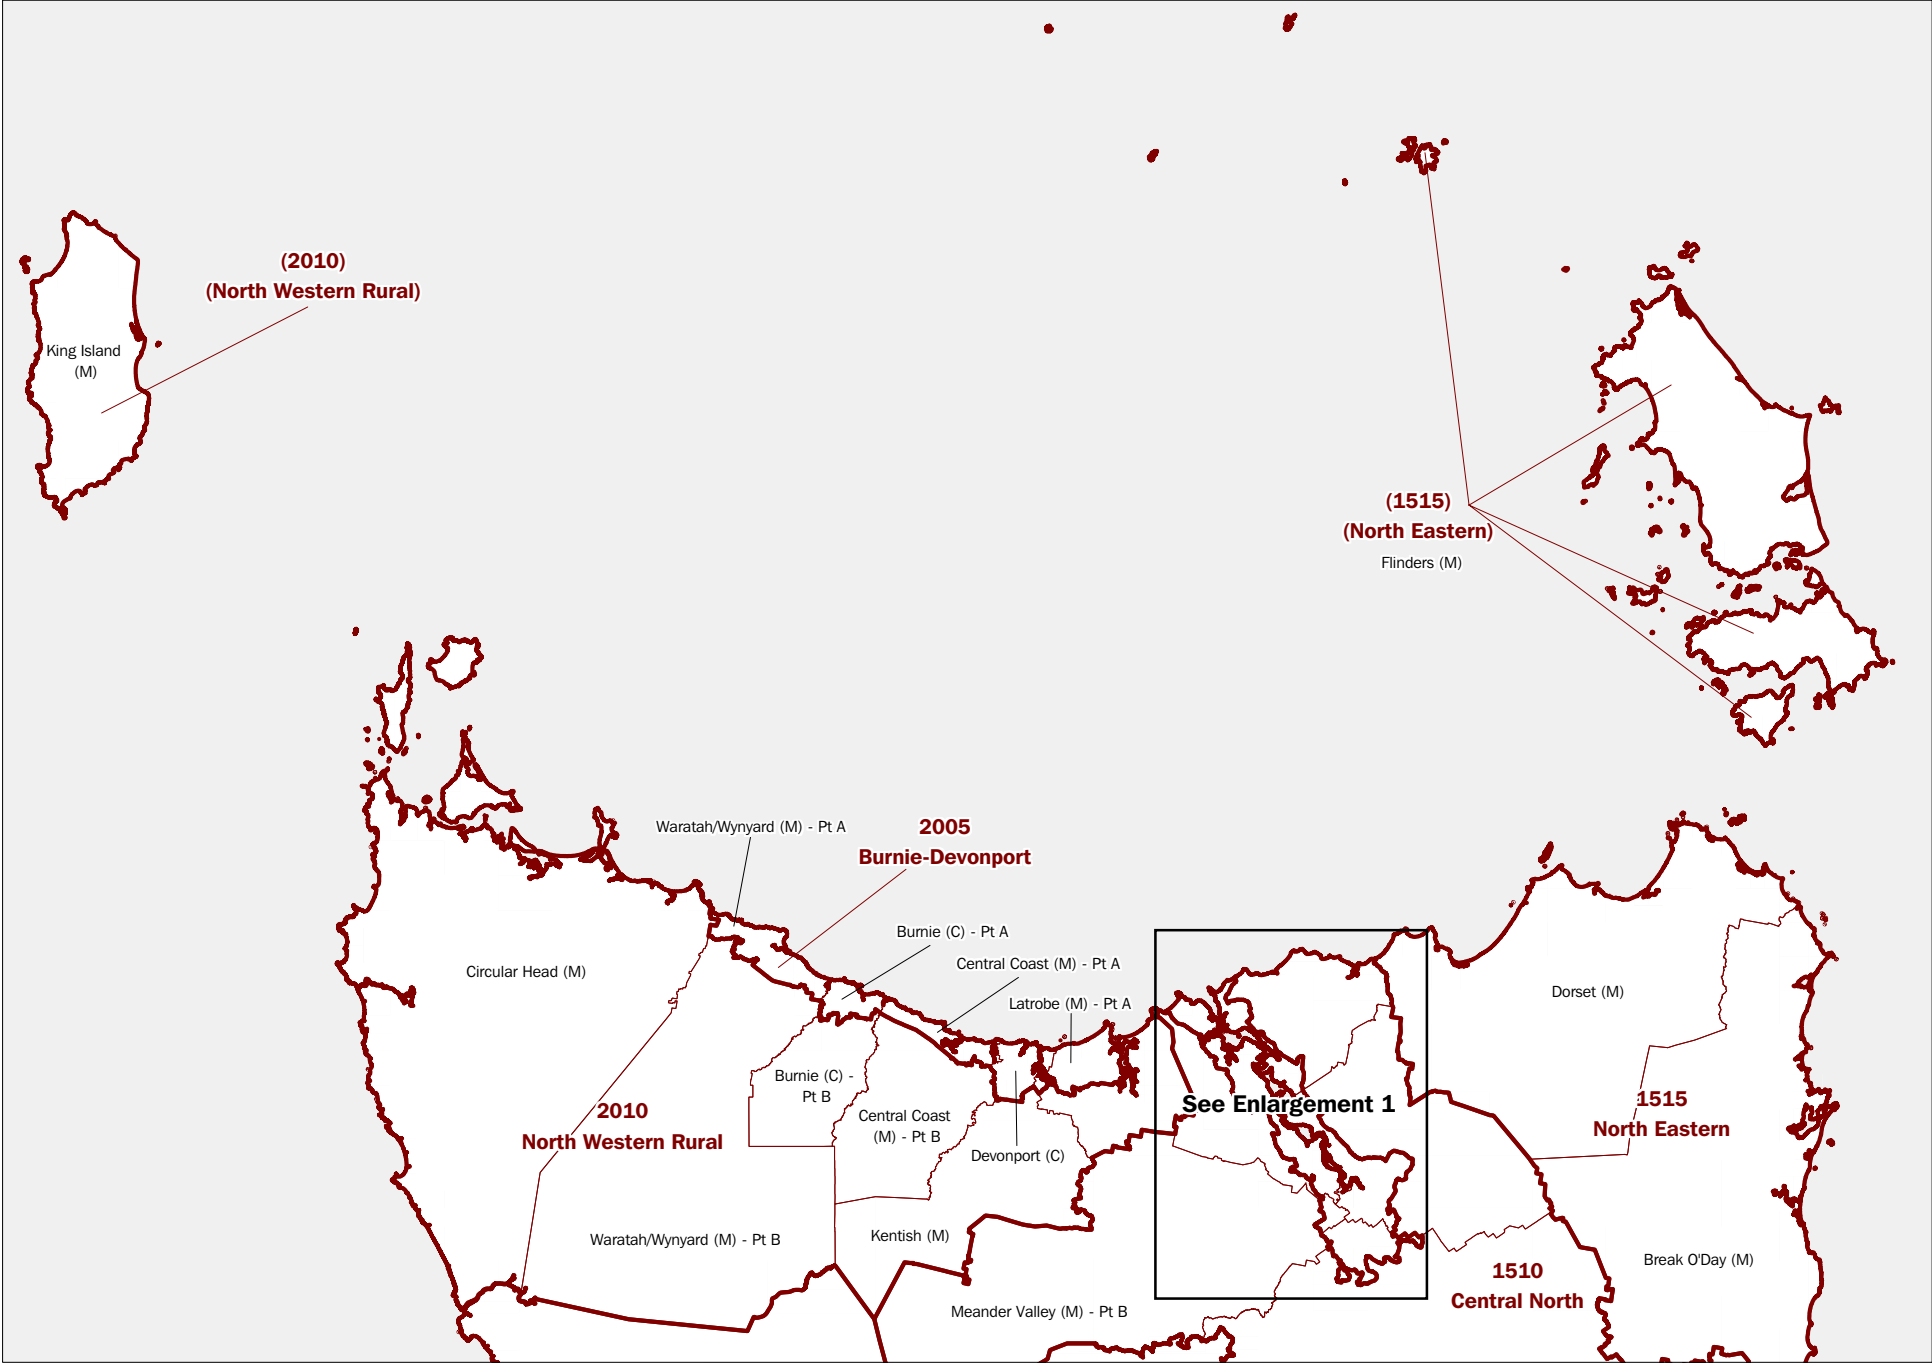 (2010)
(North Western Rural)
King Island
(M)
(1515)
(North Eastern)
Flinders (M)
Waratah/Wynyard (M) - Pt A
2005
Burnie-Devonport
Burnie (C) - Pt A
Central Coast (M) - Pt A
Latrobe (M) - Pt A
Circular Head (M)
Dorset (M)
Burnie (C) -
Pt B
2010
North Western Rural
Central Coast
(M) - Pt B
Devonport (C)
See Enlargement 1
1515
North Eastern
Waratah/Wynyard (M) - Pt B
Kentish (M)
Meander Valley (M) - Pt B
1510
Central North
Break O'Day (M)